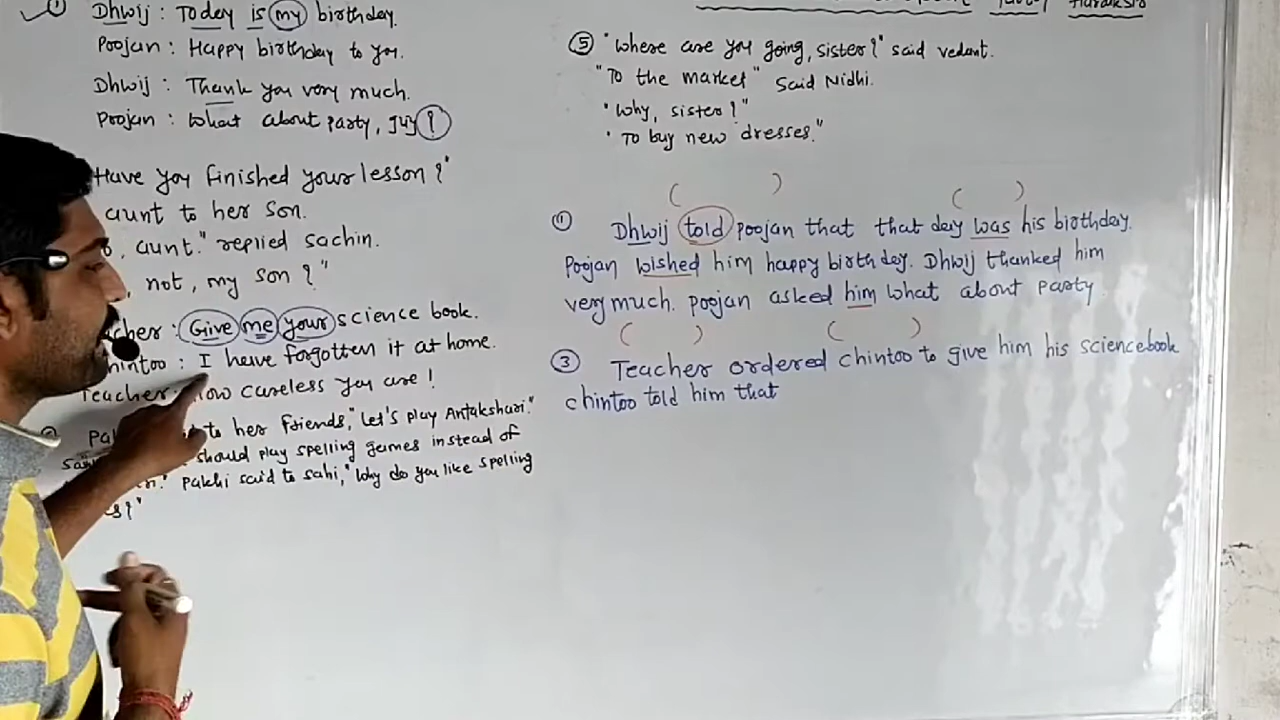 ① Dhwij : Today is my birthday.
Poojan : Happy birthday to you.
Dhwij : Thank you very much.
Poojan : What about party, guy ?
Have you finished your lesson ?"
aunt to her son.
aunt." replied sachin.
not, my son ?"
: Give me your science book.
: I have forgotten it at home.
Teacher : How careless you are !
to her friends, "Let's play Antakshari."
should play spelling games instead of
Pakhi said to sahi, "Why do you like spelling
?"
⑤ "Where are you going, sister ?" said vedant.
"To the market" said Nidhi.
"Why, sister ?"
"To buy new dresses."
① Dhwij told poojan that that day was his birthday.
Poojan wished him happy birthday. Dhwij thanked him
very much. poojan asked him what about party
③ Teacher ordered chintoo to give him his sciencebook
chintoo told him that